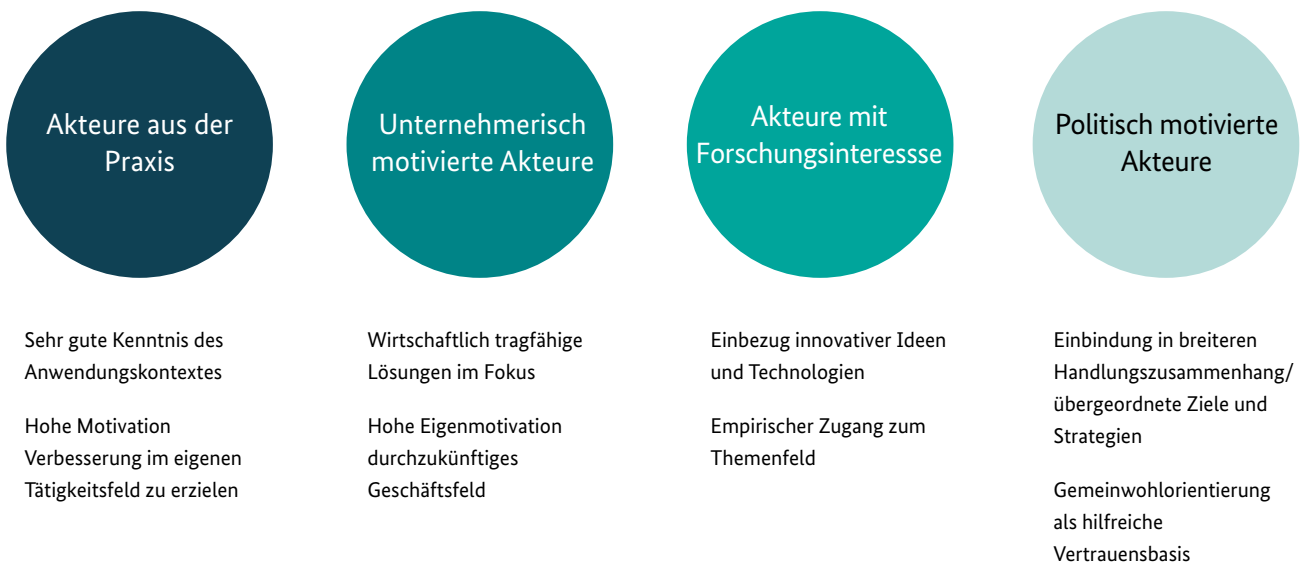 Akteure aus der
Praxis
Unternehmerisch
motivierte Akteure
Akteure mit
Forschungsinteressse
Politisch motivierte
Akteure
Sehr gute Kenntnis des
Anwendungskontextes
Hohe Motivation
Verbesserung im eigenen
Tätigkeitsfeld zu erzielen
Wirtschaftlich tragfähige
Lösungen im Fokus
Hohe Eigenmotivation
durchzukünftiges
Geschäftsfeld
Einbezug innovativer Ideen
und Technologien
Empirischer Zugang zum
Themenfeld
Einbindung in breiteren
Handlungszusammenhang/
übergeordnete Ziele und
Strategien
Gemeinwohlorientierung
als hilfreiche
Vertrauensbasis